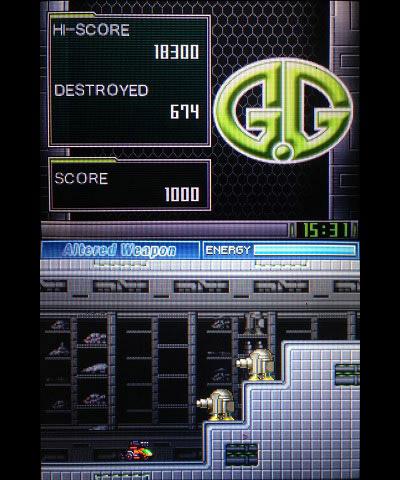 HI-SCORE
18300
DESTROYED
674
SCORE
1000
G.G
15:31
Altered Weapon
ENERGY